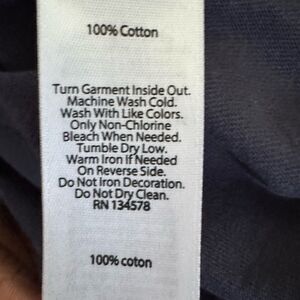 100% Cotton
Turn Garment Inside Out.
Machine Wash Cold.
Wash With Like Colors.
Only Non-Chlorine
Bleach When Needed.
Tumble Dry Low.
Warm Iron If Needed
On Reverse Side.
Do Not Iron Decoration.
Do Not Dry Clean.
RN 134578
100% coton